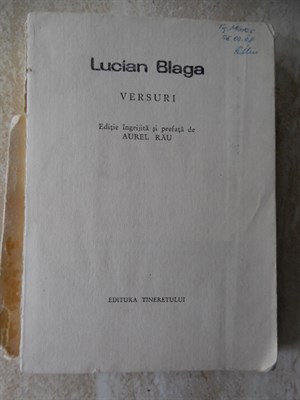 Lucian Blaga
VERSURI
Ediție îngrijită și prefață de
AUREL RĂU
EDITURA TINERETULUI